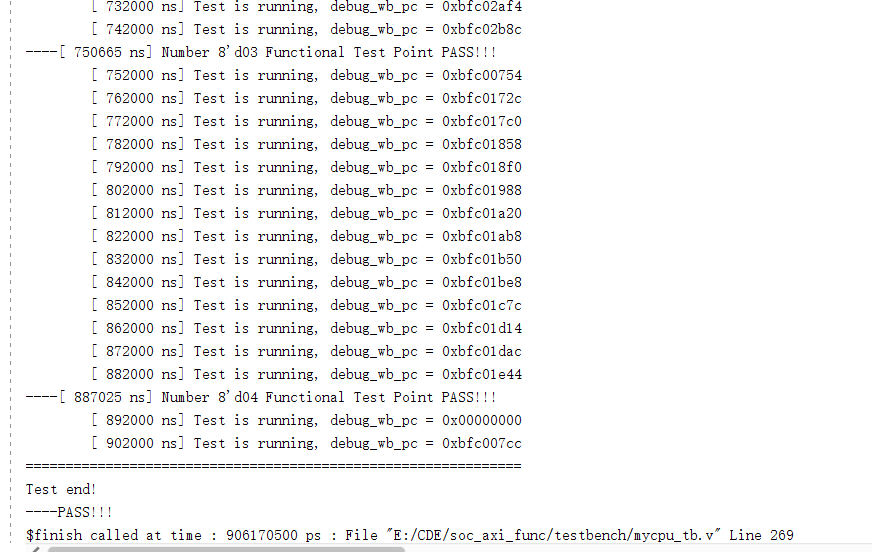 [ 732000 ns] Test is running, debug_wb_pc = 0xbfc02af4
[ 742000 ns] Test is running, debug_wb_pc = 0xbfc02b8c
----[ 750665 ns] Number 8'd03 Functional Test Point PASS!!!
[ 752000 ns] Test is running, debug_wb_pc = 0xbfc00754
[ 762000 ns] Test is running, debug_wb_pc = 0xbfc0172c
[ 772000 ns] Test is running, debug_wb_pc = 0xbfc017c0
[ 782000 ns] Test is running, debug_wb_pc = 0xbfc01858
[ 792000 ns] Test is running, debug_wb_pc = 0xbfc018f0
[ 802000 ns] Test is running, debug_wb_pc = 0xbfc01988
[ 812000 ns] Test is running, debug_wb_pc = 0xbfc01a20
[ 822000 ns] Test is running, debug_wb_pc = 0xbfc01ab8
[ 832000 ns] Test is running, debug_wb_pc = 0xbfc01b50
[ 842000 ns] Test is running, debug_wb_pc = 0xbfc01be8
[ 852000 ns] Test is running, debug_wb_pc = 0xbfc01c7c
[ 862000 ns] Test is running, debug_wb_pc = 0xbfc01d14
[ 872000 ns] Test is running, debug_wb_pc = 0xbfc01dac
[ 882000 ns] Test is running, debug_wb_pc = 0xbfc01e44
----[ 887025 ns] Number 8'd04 Functional Test Point PASS!!!
[ 892000 ns] Test is running, debug_wb_pc = 0x00000000
[ 902000 ns] Test is running, debug_wb_pc = 0xbfc007cc
==============================================================
Test end!
----PASS!!!
$finish called at time : 906170500 ps : File "E:/CDE/soc_axi_func/testbench/mycpu_tb.v" Line 269